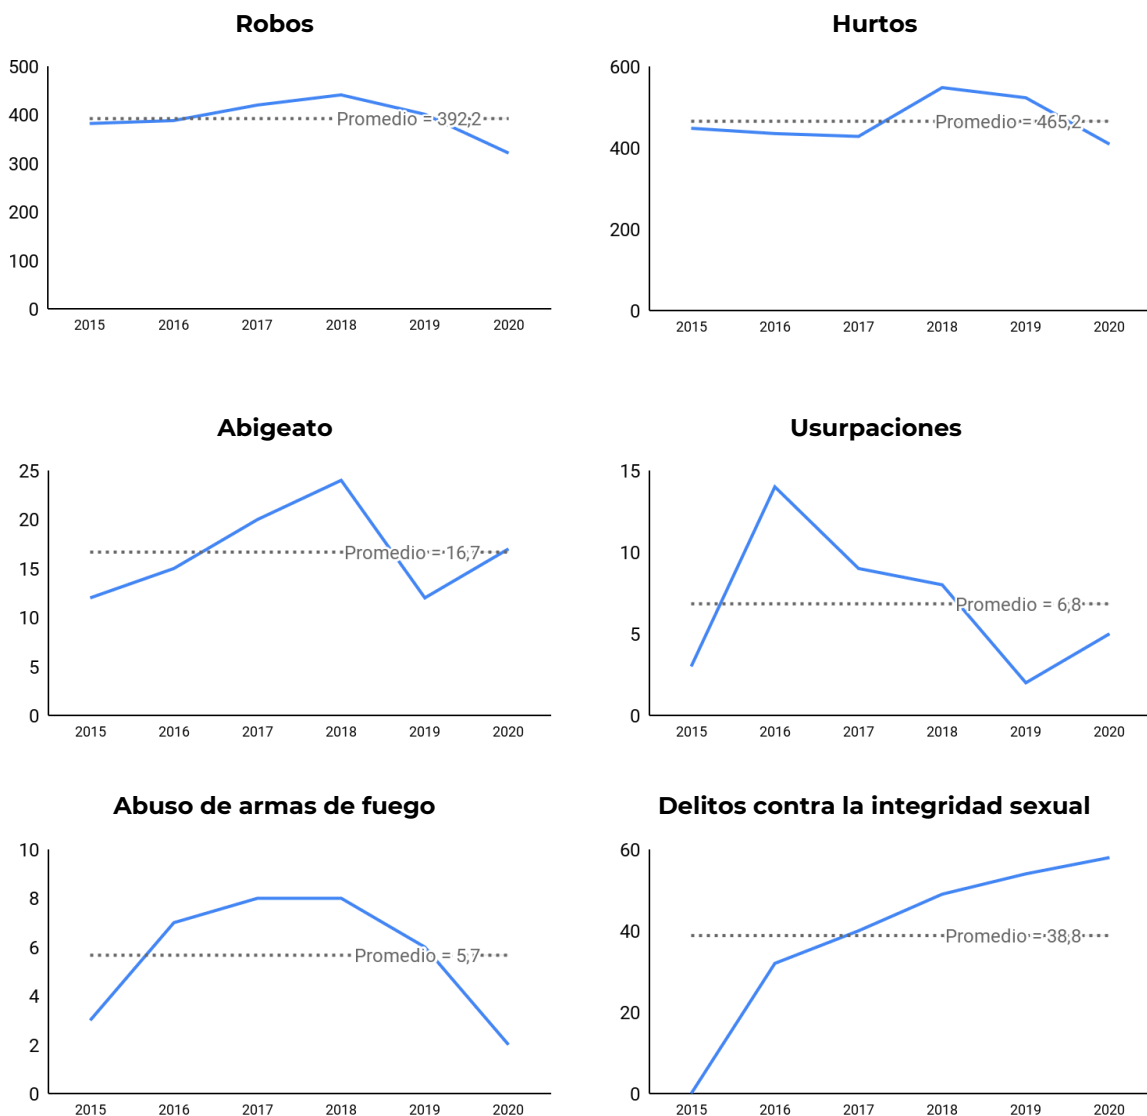 Robos
500
400
300
200
100
0
Promedio = 392,2
2015 2016 2017 2018 2019 2020
Hurtos
600
400
200
0
Promedio = 465,2
2015 2016 2017 2018 2019 2020
Abigeato
25
20
15
10
5
0
Promedio = 16,7
2015 2016 2017 2018 2019 2020
Usurpaciones
15
10
5
0
Promedio = 6,8
2015 2016 2017 2018 2019 2020
Abuso de armas de fuego
10
8
6
4
2
0
Promedio = 5,7
2015 2016 2017 2018 2019 2020
Delitos contra la integridad sexual
60
40
20
0
Promedio = 38,8
2015 2016 2017 2018 2019 2020